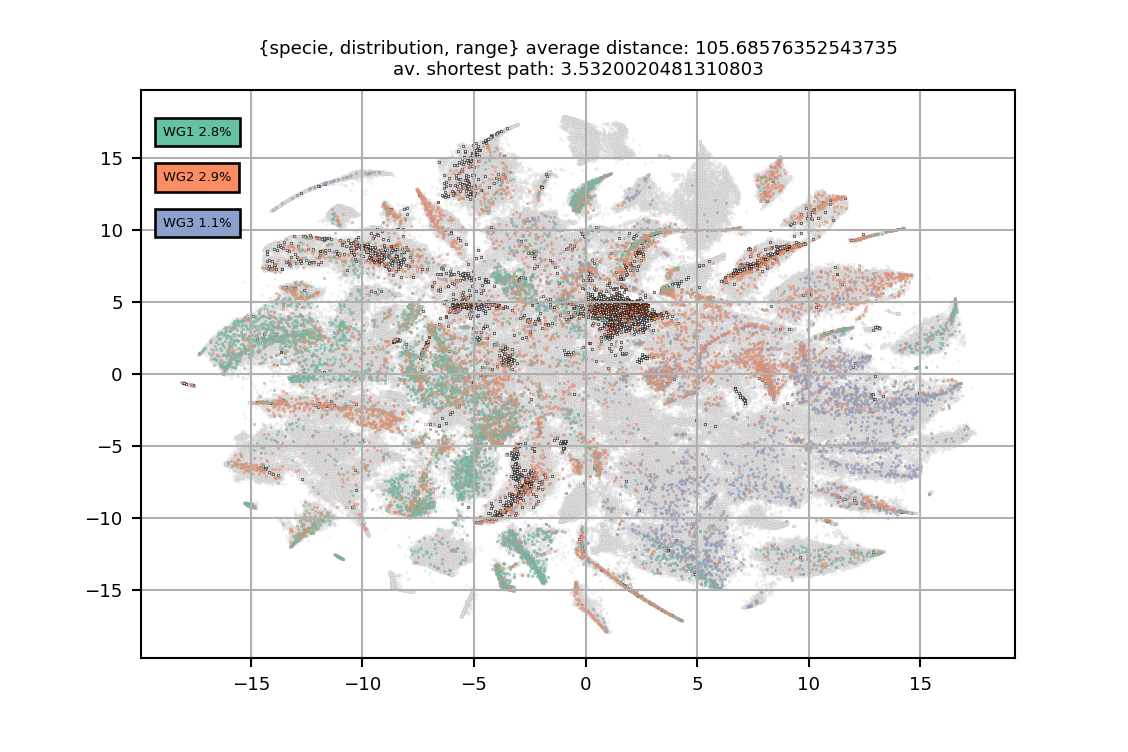 {specie, distribution, range} average distance: 105.68576352543735
av. shortest path: 3.5320020481310803
WG1 2.8%
WG2 2.9%
WG3 1.1%
15
10
5
0
−5
−10
−15
−15
−10
−5
0
5
10
15